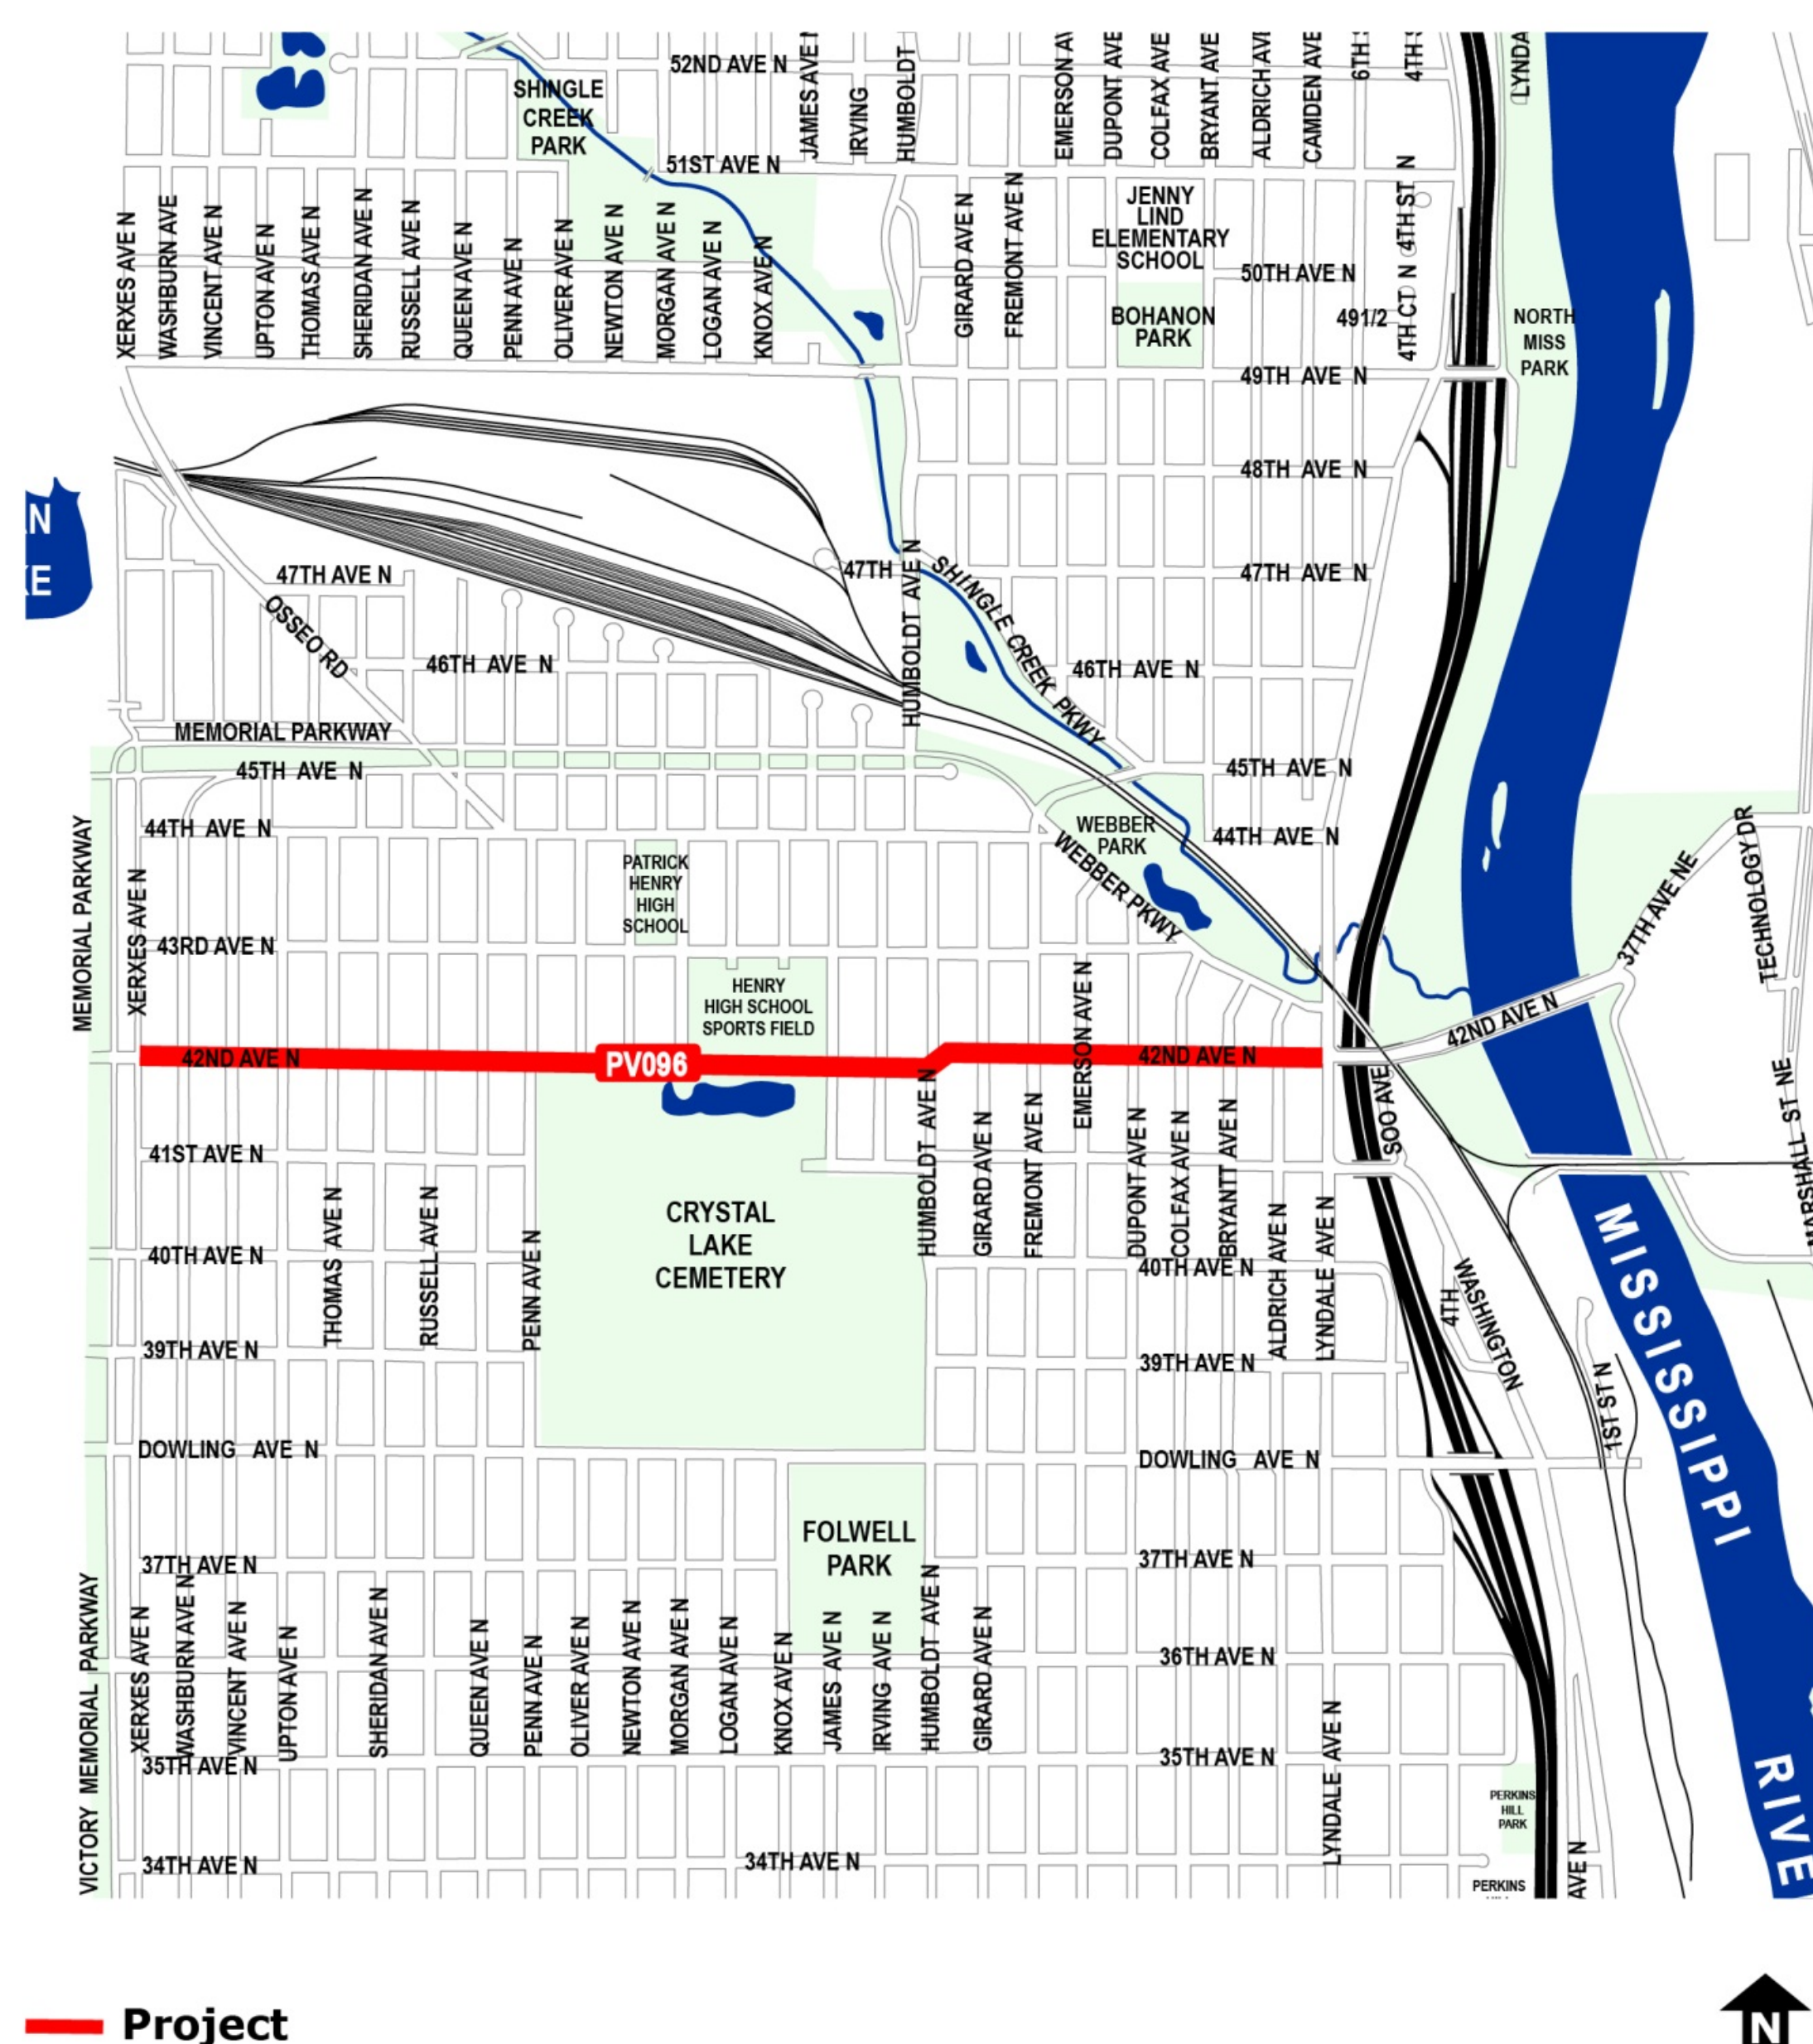 52ND AVE N
JAMES AVE N
IRVING
HUMBOLDT
EMERSON AV
DUPONT AVE
COLFAX AVE
BRYANT AVE
ALDRICH AVE
CAMDEN AVE
6TH
4TH
LYNDA
SHINGLE
CREEK
PARK
51ST AVE N
XERXES AVE N
WASHBURN AVE
VINCENT AVE N
UPTON AVE N
THOMAS AVE N
SHERIDAN AVE N
RUSSELL AVE N
QUEEN AVE N
PENN AVE N
OLIVER AVE N
NEWTON AVE N
MORGAN AVE N
LOGAN AVE N
KNOX AVE N
GIRARD AVE N
FREMONT AVE N
JENNY
LIND
ELEMENTARY
SCHOOL
4TH ST N
50TH AVE N
BOHANON
PARK
491/2
4TH CT N
NORTH
MISS
PARK
49TH AVE N
48TH AVE N
N
KE
47TH AVE N
47TH
HUMBOLDT AVE N
SHINGLE CREEK PKWY
47TH AVE N
OSSEO RD
46TH AVE N
46TH AVE N
MEMORIAL PARKWAY
45TH AVE N
45TH AVE N
44TH AVE N
WEBBER
PARK
44TH AVE N
WEBBER PKWY
PATRICK
HENRY
HIGH
SCHOOL
MEMORIAL PARKWAY
XERXES AVE N
43RD AVE N
37TH AVE NE
TECHNOLOGY DR
HENRY
HIGH SCHOOL
SPORTS FIELD
EMERSON AVE N
42ND AVE N
42ND AVE N
PV096
42ND AVE N
SOO AVE
MARSHALL ST NE
41ST AVE N
HUMBOLDT AVE N
GIRARD AVE N
FREMONT AVE N
DUPONT AVE N
COLFAX AVE N
BRYANTT AVE N
ALDRICH AVE N
LYNDALE AVE N
THOMAS AVE N
RUSSELL AVE N
PENN AVE N
CRYSTAL
LAKE
CEMETERY
40TH AVE N
40TH AVE N
4TH
WASHINGTON
MISSISSIPPI
39TH AVE N
39TH AVE N
1ST ST N
DOWLING AVE N
DOWLING AVE N
FOLWELL
PARK
37TH AVE N
37TH AVE N
VICTORY MEMORIAL PARKWAY
XERXES AVE N
WASHBURN AVE N
VINCENT AVE N
UPTON AVE N
SHERIDAN AVE N
QUEEN AVE N
PENN AVE N
OLIVER AVE N
NEWTON AVE N
MORGAN AVE N
LOGAN AVE N
KNOX AVE N
JAMES AVE N
IRVING AVE N
HUMBOLDT AVE N
GIRARD AVE N
36TH AVE N
35TH AVE N
35TH AVE N
LYNDALE AVE N
RIVE
PERKINS
HILL
PARK
34TH AVE N
34TH AVE N
PERKINS
AVE N
Project
N